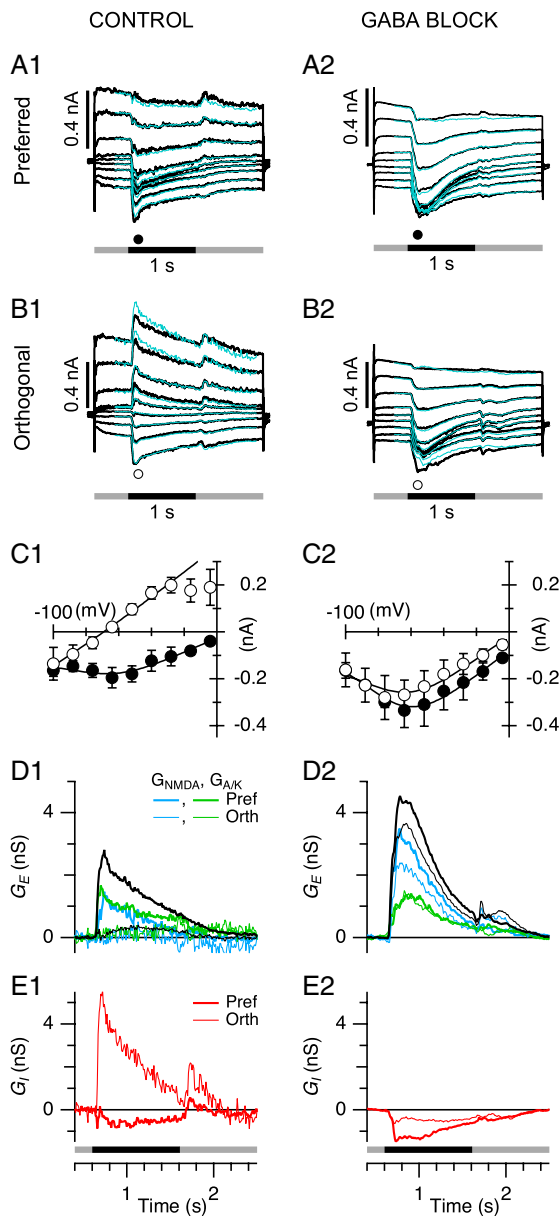 CONTROL GABA BLOCK
A1 A2
Preferred
0.4 nA 0.4 nA
1 s 1 s
B1 B2
Orthogonal
0.4 nA 0.4 nA
1 s 1 s
C1 C2
0.2 0.2
-100 (mV) -100 (mV)
(nA) (nA)
-0.2 -0.2
-0.4 -0.4
D1 D2
G_NMDA, G_A/K
, Pref
, Orth
4 4
G_E (nS) G_E (nS)
0 0
E1 E2
Pref
Orth
4 4
G_I (nS) G_I (nS)
0 0
1 2 1 2
Time (s) Time (s)